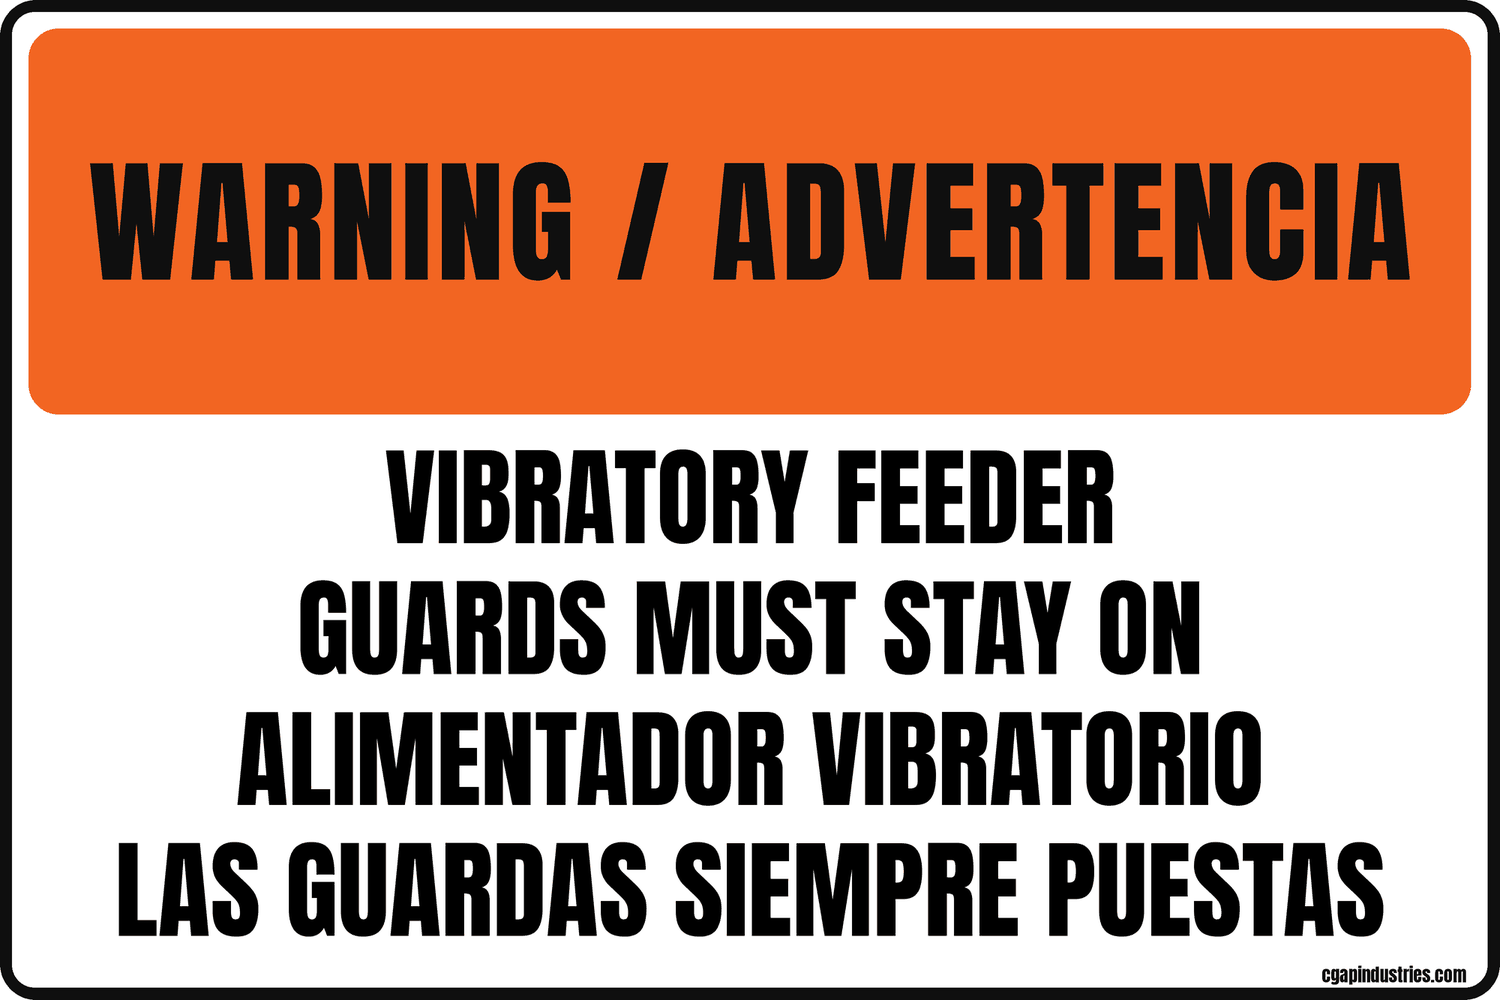 WARNING / ADVERTENCIA
VIBRATORY FEEDER
GUARDS MUST STAY ON
ALIMENTADOR VIBRATORIO
LAS GUARDAS SIEMPRE PUESTAS
cgapindustries.com